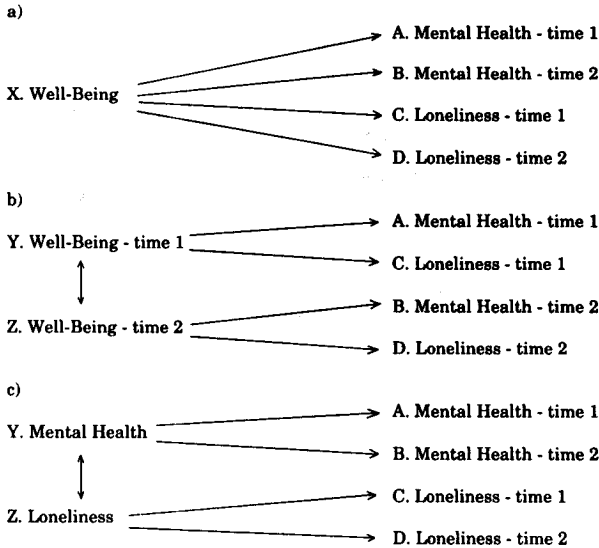 a)
A. Mental Health - time 1
B. Mental Health - time 2
X. Well-Being
C. Loneliness - time 1
D. Loneliness - time 2
b)
A. Mental Health - time 1
Y. Well-Being - time 1
C. Loneliness - time 1
B. Mental Health - time 2
Z. Well-Being - time 2
D. Loneliness - time 2
c)
A. Mental Health - time 1
Y. Mental Health
B. Mental Health - time 2
C. Loneliness - time 1
Z. Loneliness
D. Loneliness - time 2